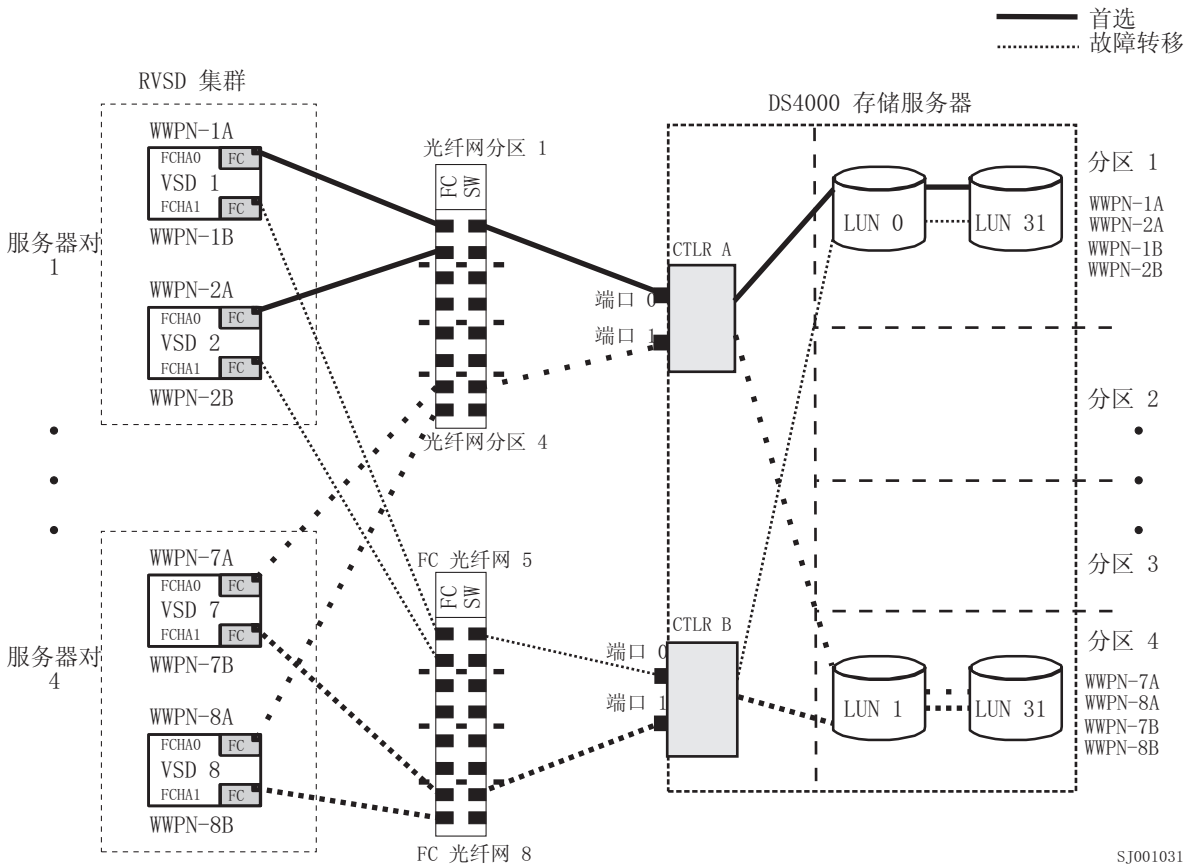 首选
故障转移
RVSD 集群
DS4000 存储服务器
WWPN-1A
FCHA0 FC
VSD 1
FCHA1 FC
WWPN-1B
服务器对
1
WWPN-2A
FCHA0 FC
VSD 2
FCHA1 FC
WWPN-2B
光纤网分区 1
FC
SW
光纤网分区 4
CTLR A
端口 0
端口 1
LUN 0
LUN 31
分区 1
WWPN-1A
WWPN-2A
WWPN-1B
WWPN-2B
分区 2
分区 3
WWPN-7A
FCHA0 FC
VSD 7
FCHA1 FC
WWPN-7B
服务器对
4
WWPN-8A
FCHA0 FC
VSD 8
FCHA1 FC
WWPN-8B
FC 光纤网 5
FC
SW
FC 光纤网 8
CTLR B
端口 0
端口 1
LUN 1
LUN 31
分区 4
WWPN-7A
WWPN-8A
WWPN-7B
WWPN-8B
SJ001031